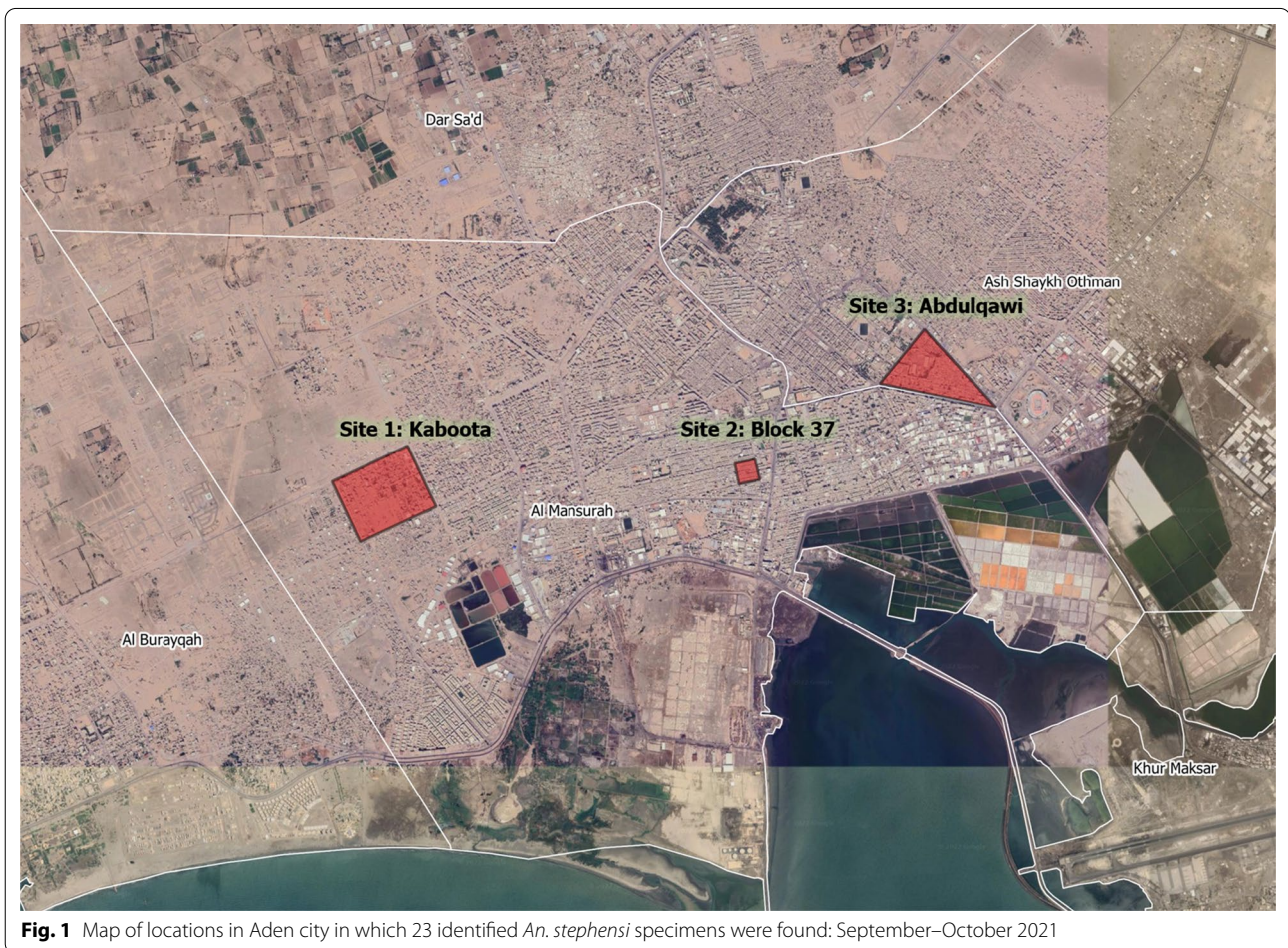 Dar Sa'd
Ash Shaykh Othman
Site 3: Abdulqawi
Site 1: Kaboota
Site 2: Block 37
Al Mansurah
Al Burayqah
Khur Maksar
Fig. 1 Map of locations in Aden city in which 23 identified An. stephensi specimens were found: September–October 2021